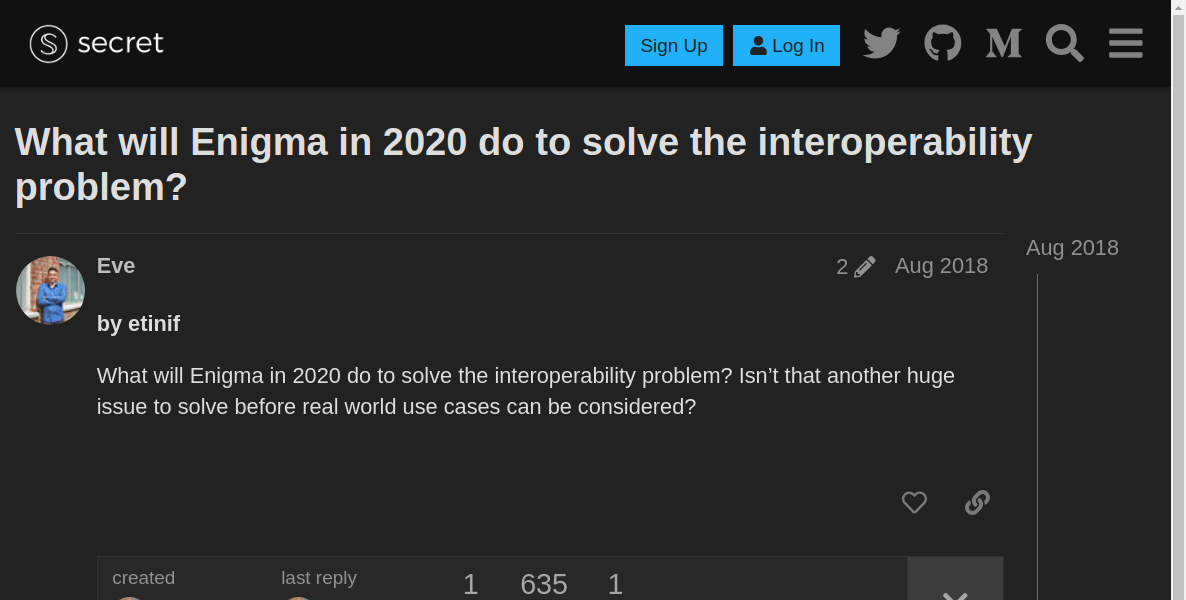 secret
Sign Up
Log In
What will Enigma in 2020 do to solve the interoperability
problem?
Aug 2018
Eve
2
Aug 2018
by etinif
What will Enigma in 2020 do to solve the interoperability problem? Isn’t that another huge
issue to solve before real world use cases can be considered?
created
last reply
1
635
1